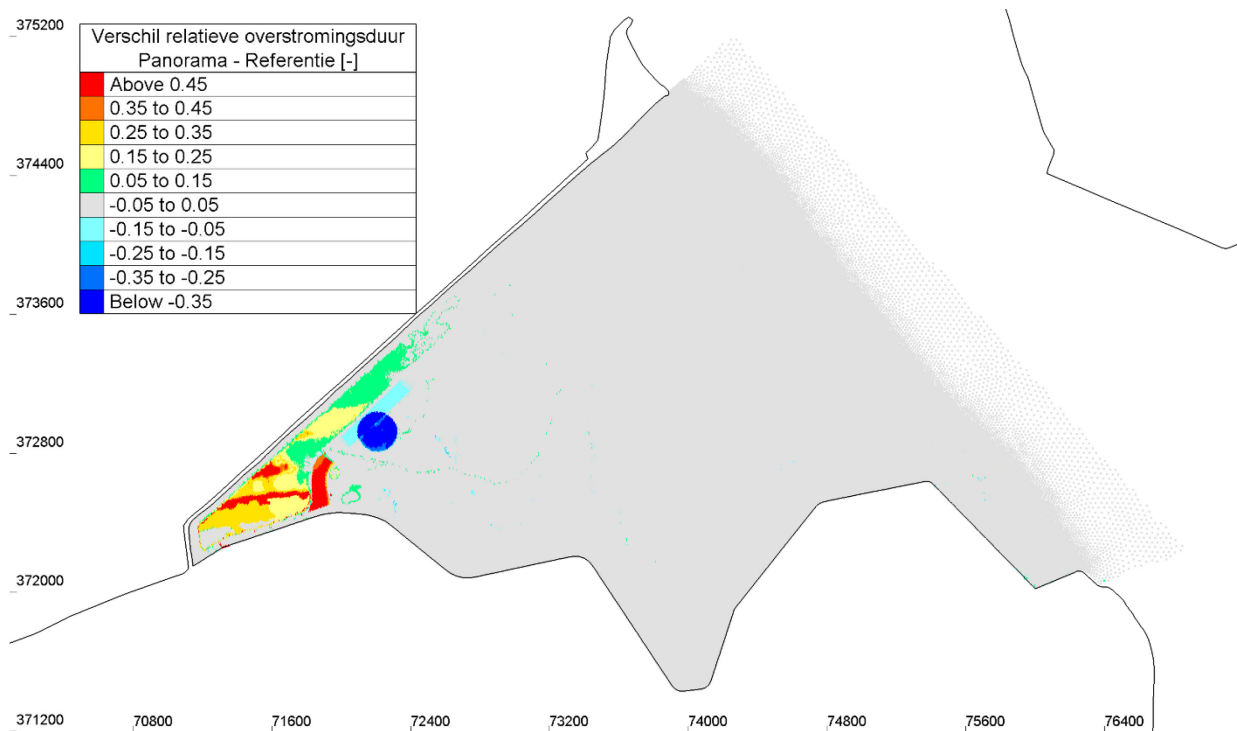 375200
Verschil relatieve overstromingsduur
Panorama - Referentie [-]
Above 0.45
0.35 to 0.45
0.25 to 0.35
0.15 to 0.25
0.05 to 0.15
-0.05 to 0.05
-0.15 to -0.05
-0.25 to -0.15
-0.35 to -0.25
Below -0.35
374400
373600
372800
372000
371200
70800 71600 72400 73200 74000 74800 75600 76400